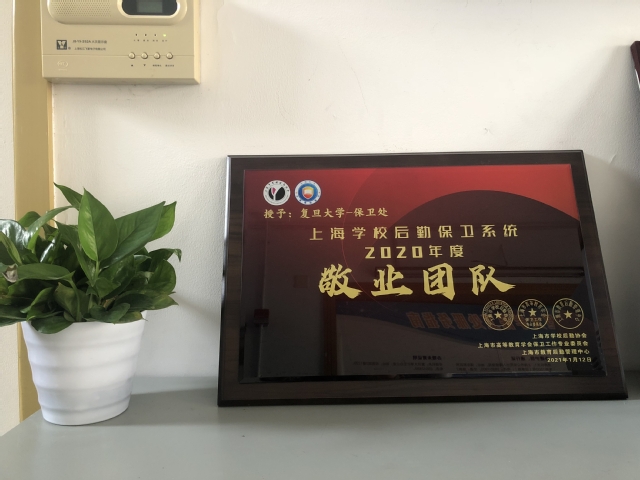 授予：复旦大学-保卫处
上海学校后勤保卫系统
2020年度
敬业团队
上海市学校后勤协会
上海市高等教育学会保卫工作专业委员会
上海市教育后勤管理中心
2021年1月12日